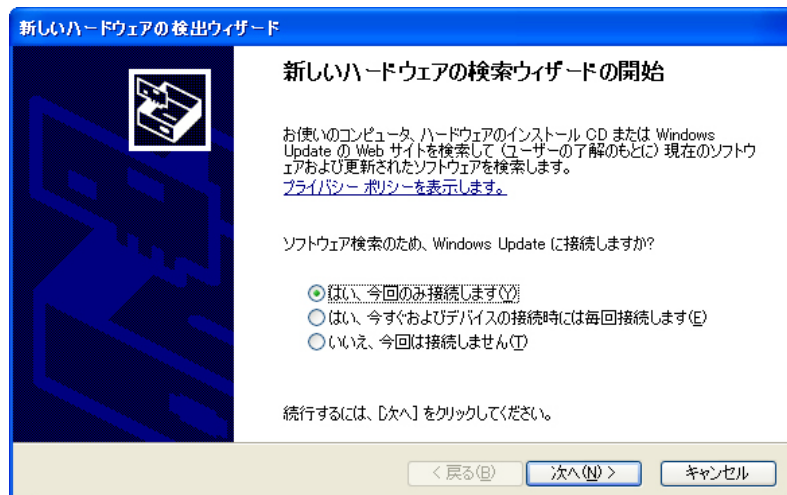 新しいハードウェアの検出ウィザード
新しいハードウェアの検索ウィザードの開始
お使いのコンピュータ、ハードウェアのインストール CD または Windows
Update の Web サイトを検索して (ユーザーの了解のもとに) 現在のソフトウ
ェアおよび更新されたソフトウェアを検索します。
プライバシー ポリシーを表示します。
ソフトウェア検索のため、Windows Update に接続しますか?
はい、今回のみ接続します(Y)
はい、今すぐおよびデバイスの接続時には毎回接続します(E)
いいえ、今回は接続しません(T)
続行するには、[次へ] をクリックしてください。
< 戻る(B) 次へ(N) > キャンセル